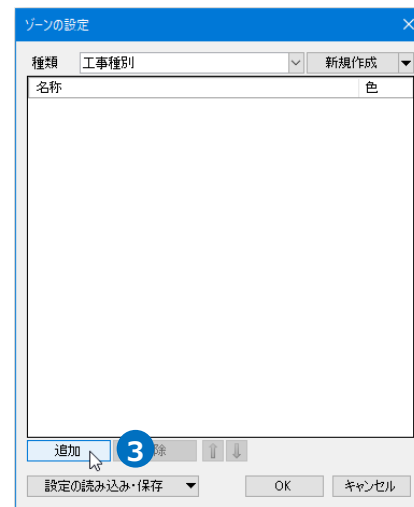 ゾーンの設定
種類 工事種別 新規作成
名称 色
追加 3 除
設定の読み込み・保存 OK キャンセル